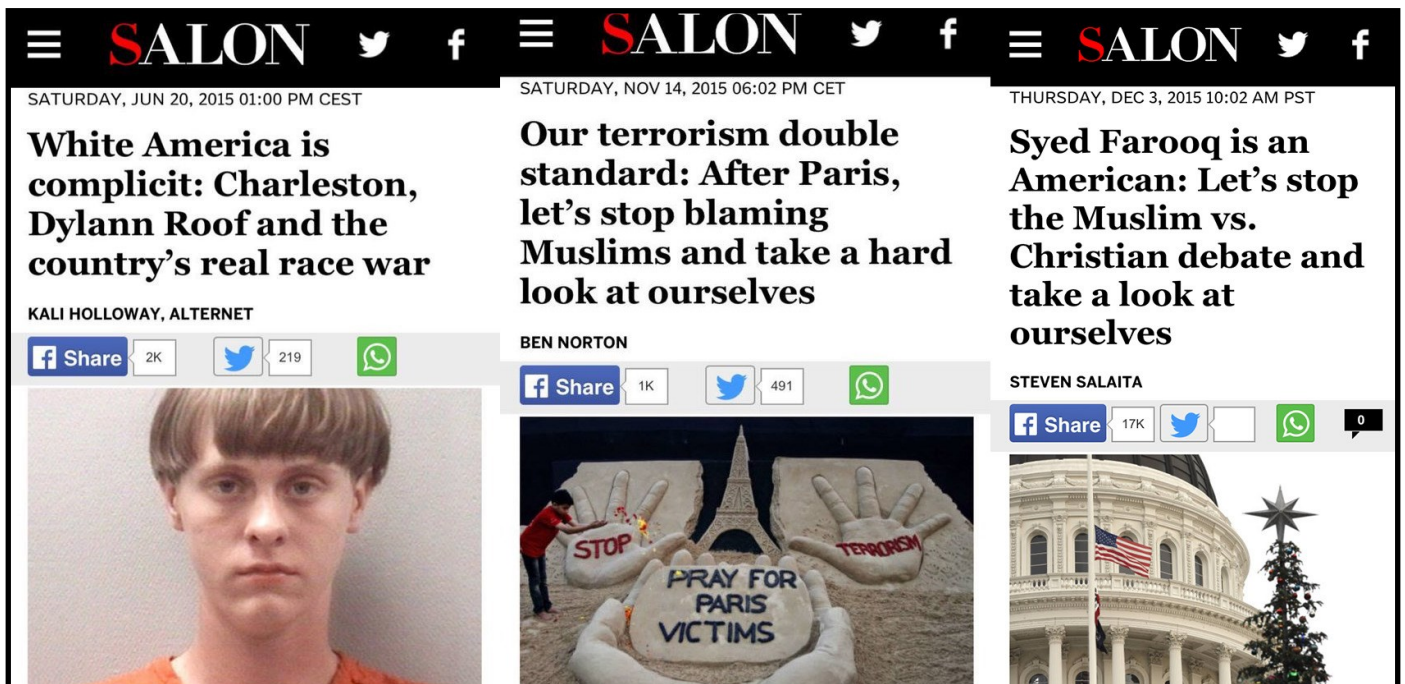 SALON
SATURDAY, JUN 20, 2015 01:00 PM CEST
White America is
complicit: Charleston,
Dylann Roof and the
country’s real race war
KALI HOLLOWAY, ALTERNET
Share
2K
219
SALON
SATURDAY, NOV 14, 2015 06:02 PM CET
Our terrorism double
standard: After Paris,
let’s stop blaming
Muslims and take a hard
look at ourselves
BEN NORTON
Share
1K
491
STOP
TERRORISM
PRAY FOR
PARIS
VICTIMS
SALON
THURSDAY, DEC 3, 2015 10:02 AM PST
Syed Farooq is an
American: Let’s stop
the Muslim vs.
Christian debate and
take a look at
ourselves
STEVEN SALAITA
Share
17K
0